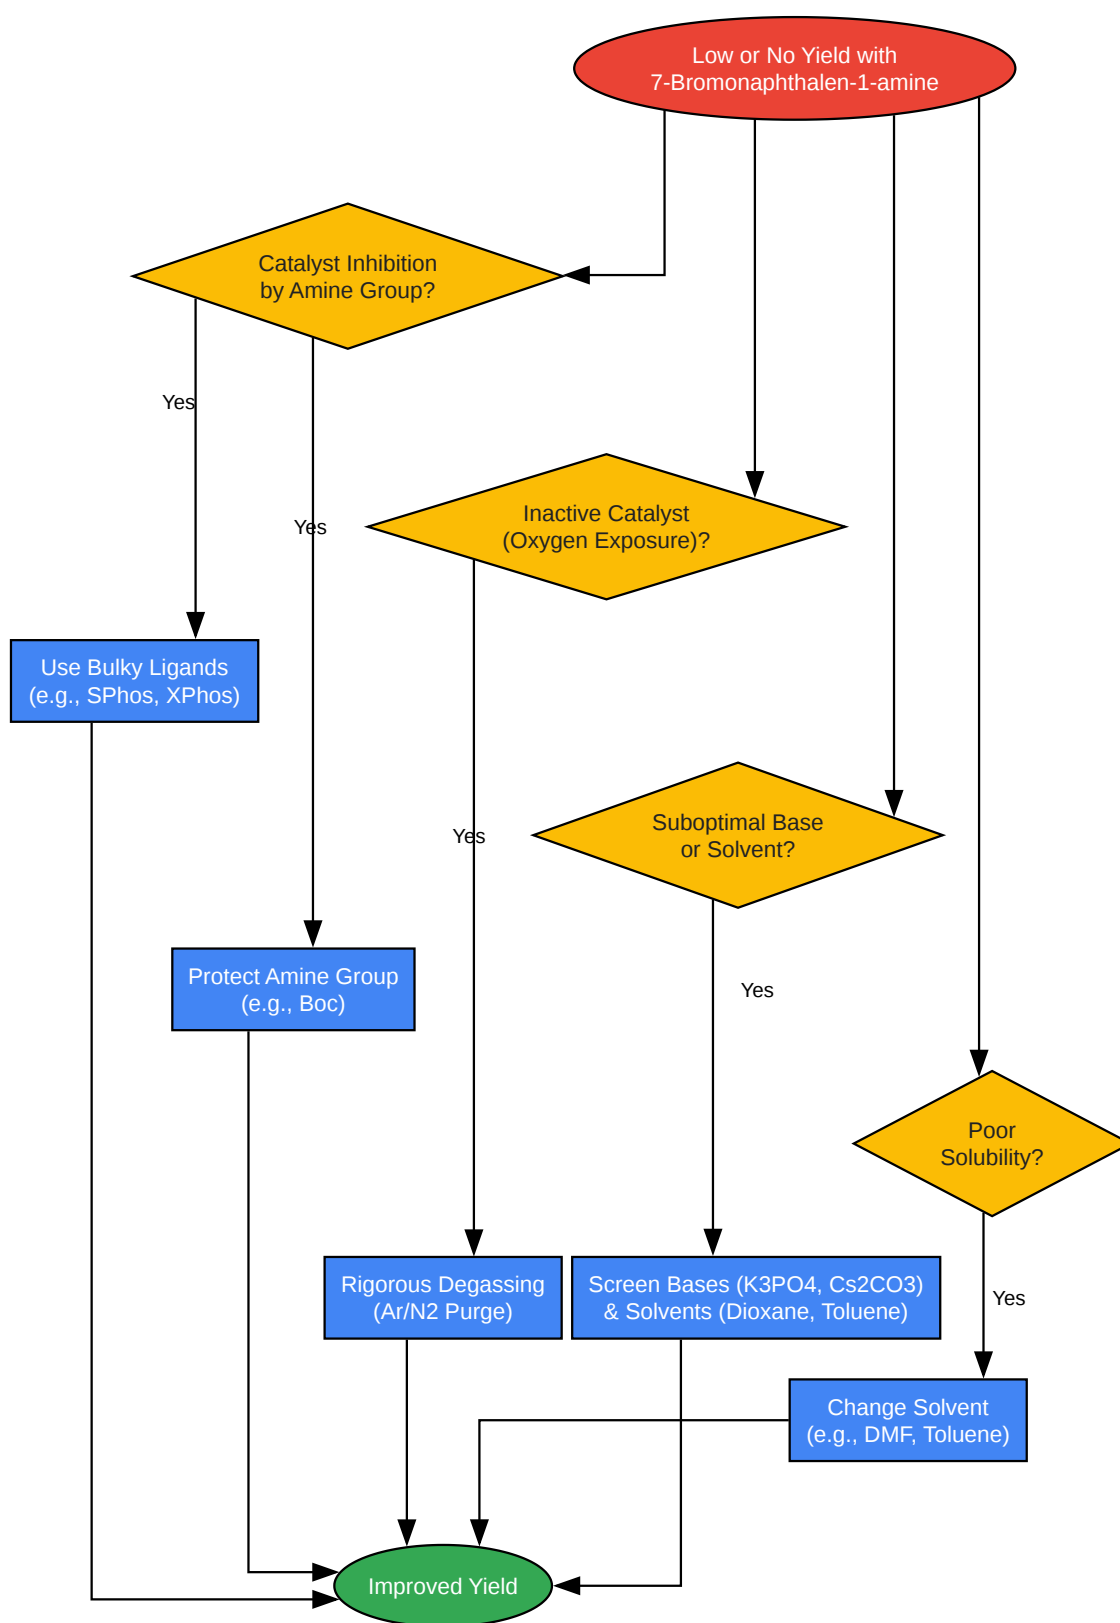 Low or No Yield with
7-Bromonaphthalen-1-amine
Catalyst Inhibition
by Amine Group?
Yes
Yes
Inactive Catalyst
(Oxygen Exposure)?
Use Bulky Ligands
(e.g., SPhos, XPhos)
Yes
Suboptimal Base
or Solvent?
Protect Amine Group
(e.g., Boc)
Yes
Poor
Solubility?
Rigorous Degassing
(Ar/N2 Purge)
Screen Bases (K3PO4, Cs2CO3)
& Solvents (Dioxane, Toluene)
Yes
Change Solvent
(e.g., DMF, Toluene)
Improved Yield